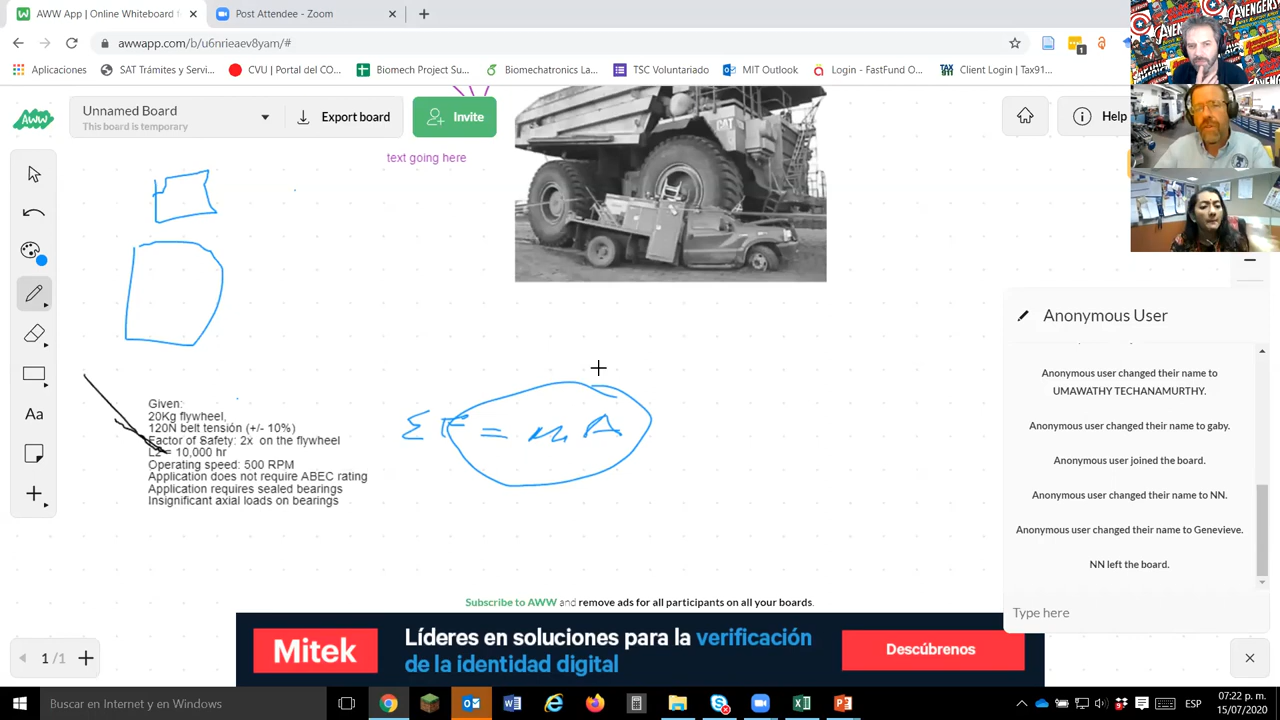 AWW App | Online Whiteboard f
Post Attendee - Zoom
awwapp.com/b/u6nrieaev8yam/#
1
Aplicaciones
SAT Trámites y Servi...
CVU | Portal del CO...
Biomech Project Su...
Biomechatronics La...
TSC Voluntariado
MIT Outlook
Login - FastFund O...
Client Login | Tax91...
AWW
Unnamed Board
This board is temporary
Export board
Invite
Help
text going here
CAT
AVENGERS
Anonymous User
Anonymous user changed their name to
UMAWATHY TECHANAMURTHY.
Anonymous user changed their name to gaby.
Anonymous user joined the board.
Anonymous user changed their name to NN.
Anonymous user changed their name to Genevieve.
NN left the board.
Type here
Aa
Given:
20Kg flywheel,
120N belt tensión (+/- 10%)
Factor of Safety: 2x on the flywheel
L2 = 10,000 hr
Operating speed: 500 RPM
Application does not require ABEC rating
Application requires sealed bearings
Insignificant axial loads on bearings
Σ F = m A
Subscribe to AWW and remove ads for all participants on all your boards.
Mitek
Líderes en soluciones para la verificación
de la identidad digital
Descúbrenos
1 / 1
Buscar en Internet y en Windows
ESP
07:22 p. m.
15/07/2020